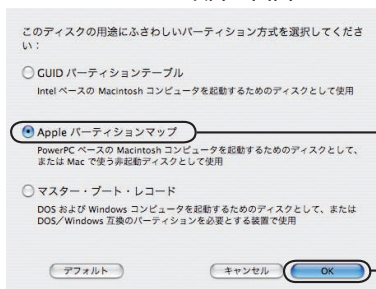 このディスクの用途にふさわしいパーティション方式を選択してくださ
い：
GUID パーティションテーブル
Intel ベースの Macintosh コンピュータを起動するためのディスクとして使用
Apple パーティションマップ
PowerPC ベースの Macintosh コンピュータを起動するためのディスクとして、
または Mac で使う非起動ディスクとして使用
マスター・ブート・レコード
DOS および Windows コンピュータを起動するためのディスクとして、または
DOS／Windows 互換のパーティションを必要とする装置で使用
デフォルト キャンセル OK